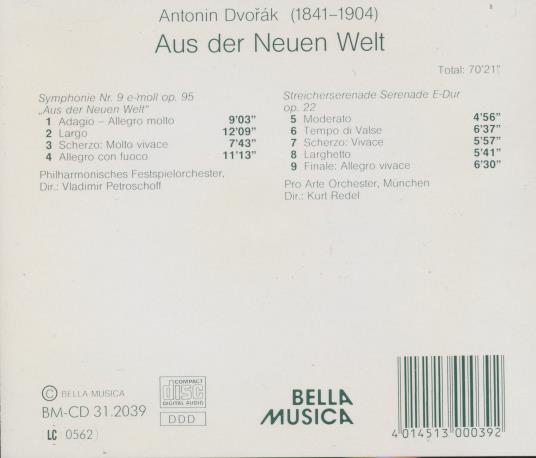 Antonin Dvořák (1841–1904)
Aus der Neuen Welt
Total: 70'21"
Symphonie Nr. 9 e-moll op. 95
„Aus der Neuen Welt"
1 Adagio – Allegro molto 9'03"
2 Largo 12'09"
3 Scherzo: Molto vivace 7'43"
4 Allegro con fuoco 11'13"
Philharmonisches Festspielorchester,
Dir.: Vladimir Petroschoff
Streicherserenade Serenade E-Dur
op. 22
5 Moderato 4'56"
6 Tempo di Valse 6'37"
7 Scherzo: Vivace 5'57"
8 Larghetto 5'41"
9 Finale: Allegro vivace 6'30"
Pro Arte Orchester, München
Dir.: Kurt Redel
© BELLA MUSICA
BM-CD 31.2039
LC 0562
COMPACT
disc
DIGITAL AUDIO
DDD
BELLA
MUSICA
4 014513 000392